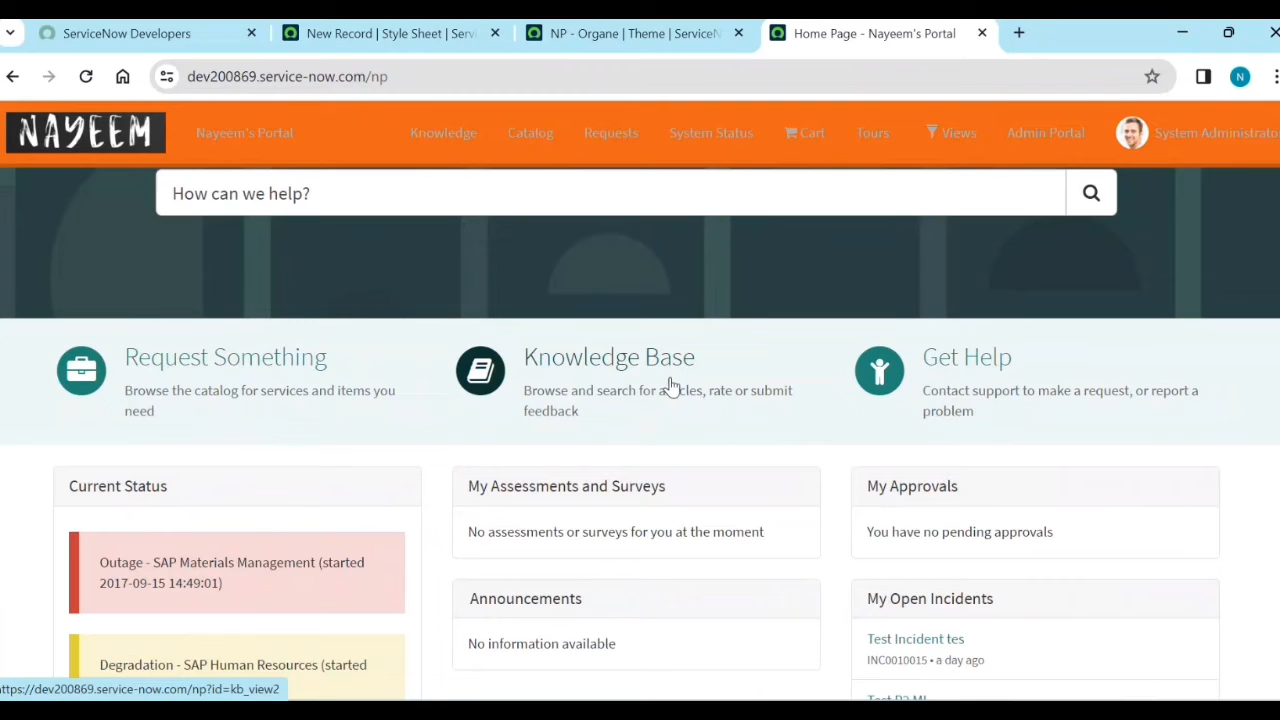 ServiceNow Developers
New Record | Style Sheet | Servi
NP - Organe | Theme | ServiceN
Home Page - Nayeem's Portal
dev200869.service-now.com/np
N
NAYEEM
Nayeem's Portal
Knowledge
Catalog
Requests
System Status
Cart
Tours
Views
Admin Portal
System Administrato
How can we help?
Request Something
Browse the catalog for services and items you
need
Knowledge Base
Browse and search for articles, rate or submit
feedback
Get Help
Contact support to make a request, or report a
problem
Current Status
Outage - SAP Materials Management (started
2017-09-15 14:49:01)
Degradation - SAP Human Resources (started
My Assessments and Surveys
No assessments or surveys for you at the moment
Announcements
No information available
My Approvals
You have no pending approvals
My Open Incidents
Test Incident tes
INC0010015 • a day ago
https://dev200869.service-now.com/np?id=kb_view2